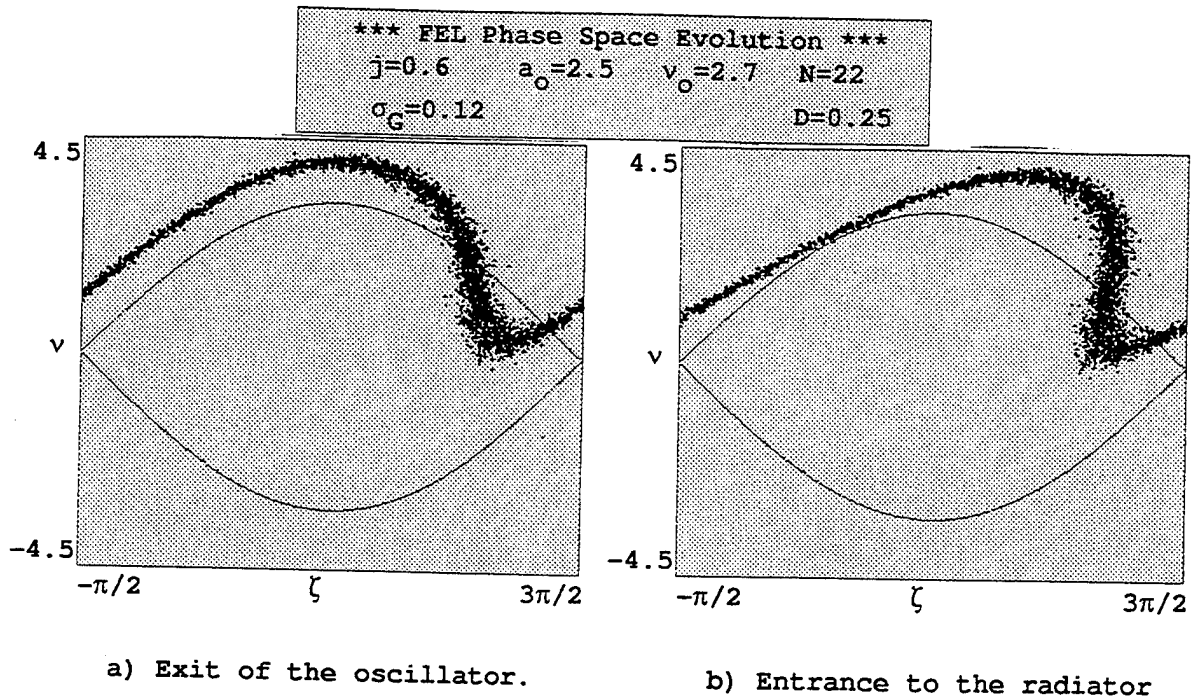 *** FEL Phase Space Evolution ***
j=0.6 a₀=2.5 ν₀=2.7 N=22
σ_G=0.12 D=0.25
4.5
ν
-4.5
-π/2 ζ 3π/2
4.5
ν
-4.5
-π/2 ζ 3π/2
a) Exit of the oscillator.
b) Entrance to the radiator